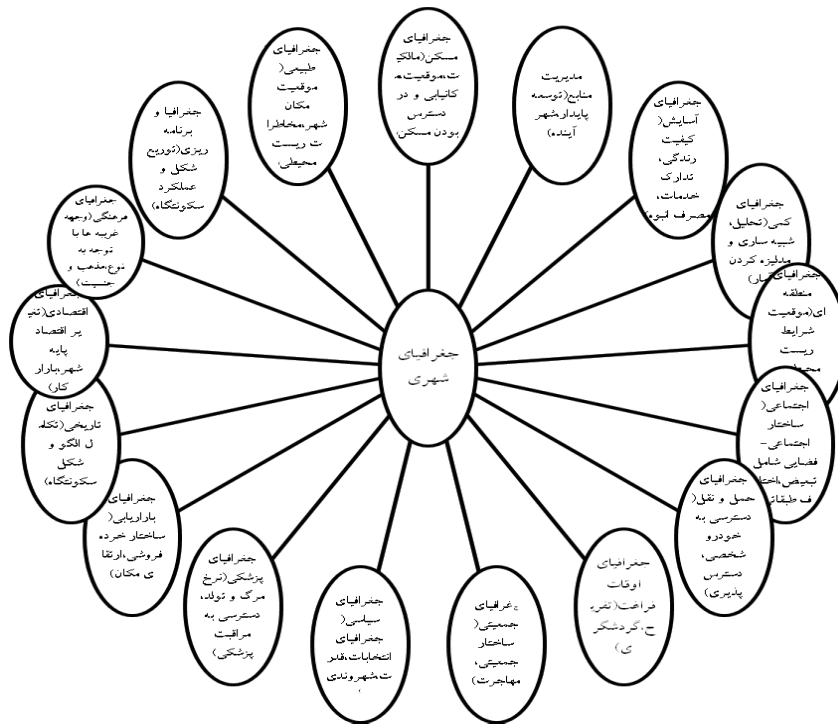 جغرافیای
شهری
جغرافیای
مسکن(مالکی
ت،موقعیت،م
کانیابی و در
دسترس
بودن مسکن
مدیریت
منابع(توسعه
پایدار،شهر
آینده)
جغرافیای
آسایش(
کیفیت
زندگی،
تدارک
خدمات،
مصرف انبوه)
جغرافیای
کمی(تحلیل،
شبیه سازی و
مدلیزه کردن
جغرافیای
منطقه
ای(موقعیت
شرایط
زیست
جغرافیای
اجتماعی(
ساختار
اجتماعی-
فضایی شامل
تبعیض،اختلا
ف طبقاتی
جغرافیای
حمل و نقل(
دسترسی به
خودرو
شخصی،
دسترس
پذیری)
جغرافیای
اوقات
فراغت(تفری
ح،گردشگر
ی)
جغرافیای
جمعیتی(
ساختار
جمعیتی،
مهاجرت)
جغرافیای
سیاسی(
جغرافیای
انتخابات،قدر
ت،شهروندی
جغرافیای
پزشکی(نرخ
مرگ و تولد،
دسترسی به
مراقبت
پزشکی)
جغرافیای
بازاریابی(
ساختار خرده
فروشی،ارتقا
ی مکان)
جغرافیای
تاریخی(تکام
ل الگو و
شکل
سکونتگاه)
جغرافیای
اقتصادی(تغی
یر اقتصاد
پایه
شهر،بازار
کار)
جغرافیای
فرهنگی(وجهه
غریبه ها با
توجه به
نوع،مذهب و
جنسیت)
جغرافیا و
برنامه
ریزی(توزیع
شکل و
عملکرد
سکونتگاه)
جغرافیای
طبیعی(
موقعیت
مکان
شهر،مخاطرا
ت زیست
محیطی